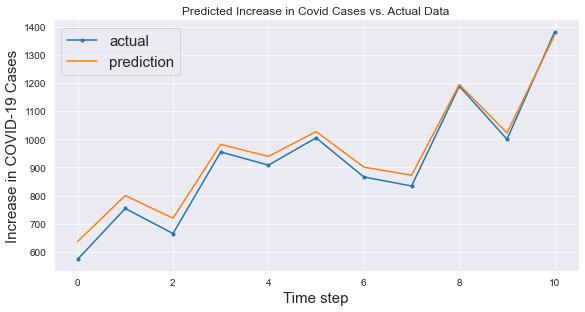 Predicted Increase in Covid Cases vs. Actual Data
actual
prediction
Increase in COVID-19 Cases
1400
1300
1200
1100
1000
900
800
700
600
0 2 4 6 8 10
Time step